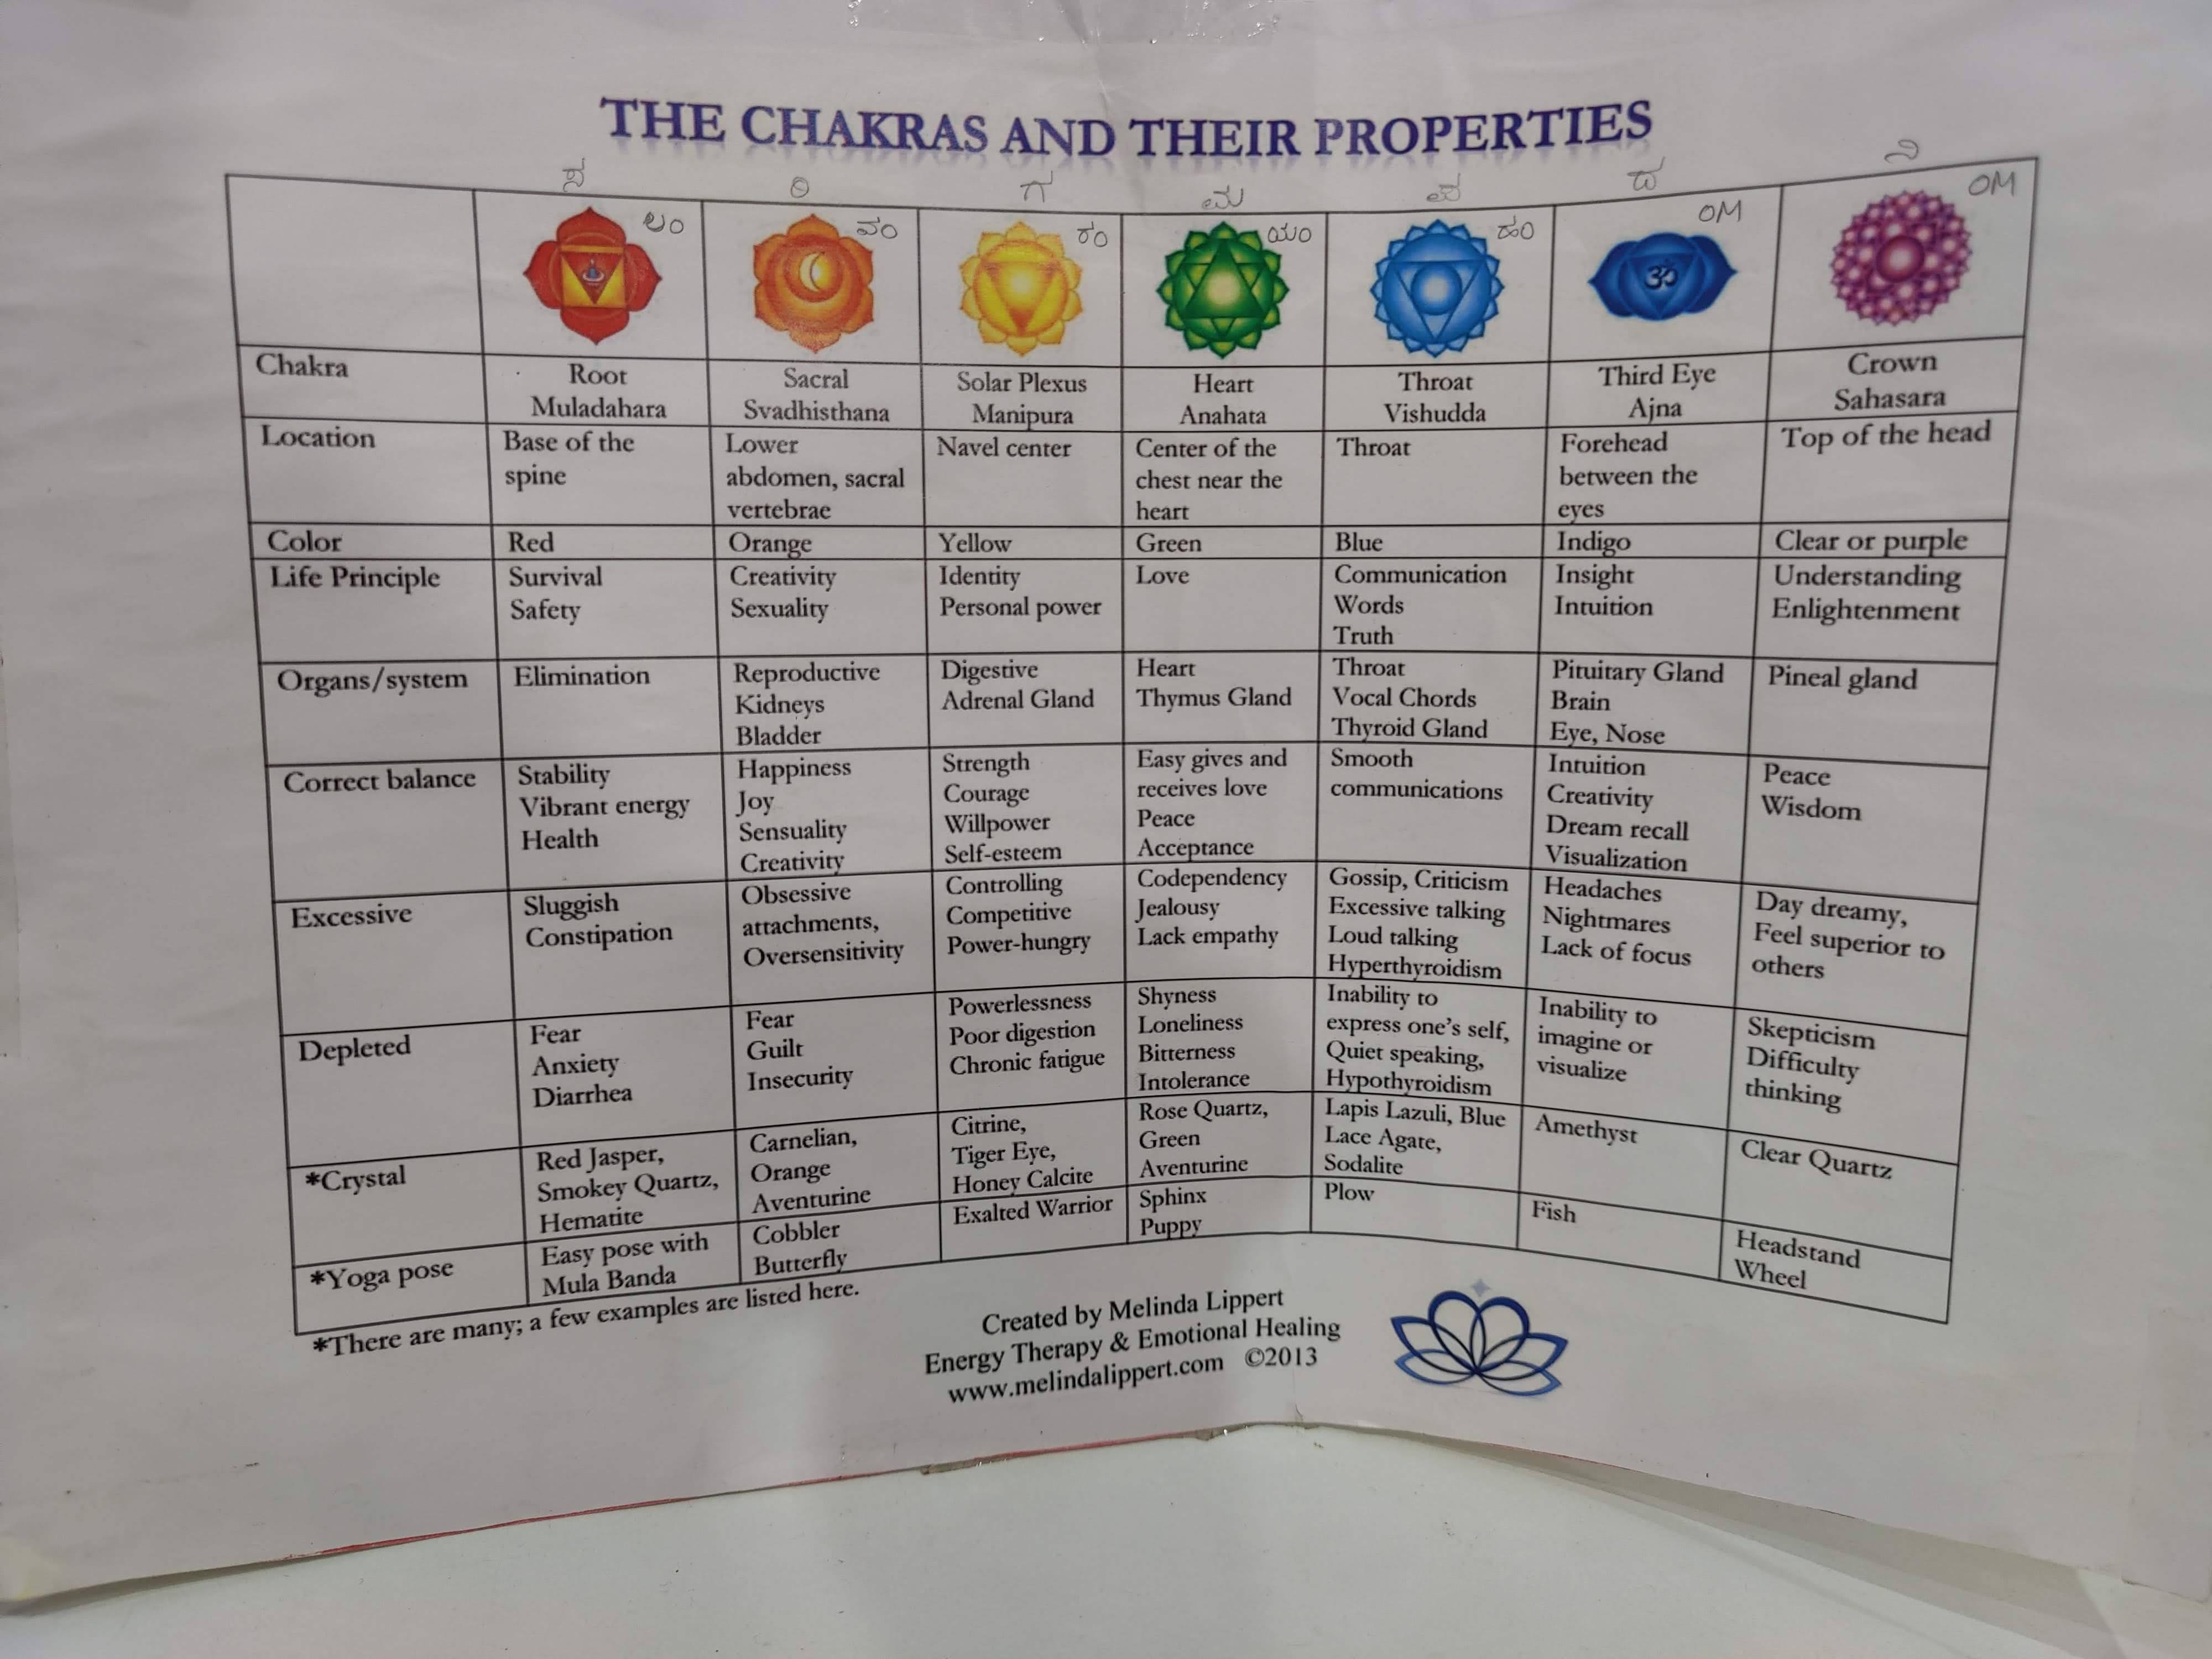 THE CHAKRAS AND THEIR PROPERTIES
ಸ ರಿ ಗ ಮ ಪ ದ ನಿ
ಲಂ ವಂ ರಂ ಯಂ ಹಂ OM OM
ॐ
Chakra
Root
Muladahara
Sacral
Svadhisthana
Solar Plexus
Manipura
Heart
Anahata
Throat
Vishudda
Third Eye
Ajna
Crown
Sahasara
Location
Base of the
spine
Lower
abdomen, sacral
vertebrae
Navel center
Center of the
chest near the
heart
Throat
Forehead
between the
eyes
Top of the head
Color
Red
Orange
Yellow
Green
Blue
Indigo
Clear or purple
Life Principle
Survival
Safety
Creativity
Sexuality
Identity
Personal power
Love
Communication
Words
Truth
Insight
Intuition
Understanding
Enlightenment
Organs/system
Elimination
Reproductive
Kidneys
Bladder
Digestive
Adrenal Gland
Heart
Thymus Gland
Throat
Vocal Chords
Thyroid Gland
Pituitary Gland
Brain
Eye, Nose
Pineal gland
Correct balance
Stability
Vibrant energy
Health
Happiness
Joy
Sensuality
Creativity
Strength
Courage
Willpower
Self-esteem
Easy gives and
receives love
Peace
Acceptance
Smooth
communications
Intuition
Creativity
Dream recall
Visualization
Peace
Wisdom
Excessive
Sluggish
Constipation
Obsessive
attachments,
Oversensitivity
Controlling
Competitive
Power-hungry
Codependency
Jealousy
Lack empathy
Gossip, Criticism
Excessive talking
Loud talking
Hyperthyroidism
Headaches
Nightmares
Lack of focus
Day dreamy,
Feel superior to
others
Depleted
Fear
Anxiety
Diarrhea
Fear
Guilt
Insecurity
Powerlessness
Poor digestion
Chronic fatigue
Shyness
Loneliness
Bitterness
Intolerance
Inability to
express one's self,
Quiet speaking,
Hypothyroidism
Inability to
imagine or
visualize
Skepticism
Difficulty
thinking
*Crystal
Red Jasper,
Smokey Quartz,
Hematite
Carnelian,
Orange
Aventurine
Citrine,
Tiger Eye,
Honey Calcite
Rose Quartz,
Green
Aventurine
Lapis Lazuli, Blue
Lace Agate,
Sodalite
Amethyst
Clear Quartz
*Yoga pose
Easy pose with
Mula Banda
Cobbler
Butterfly
Exalted Warrior
Sphinx
Puppy
Plow
Fish
Headstand
Wheel
*There are many; a few examples are listed here.
Created by Melinda Lippert
Energy Therapy & Emotional Healing
www.melindalippert.com ©2013